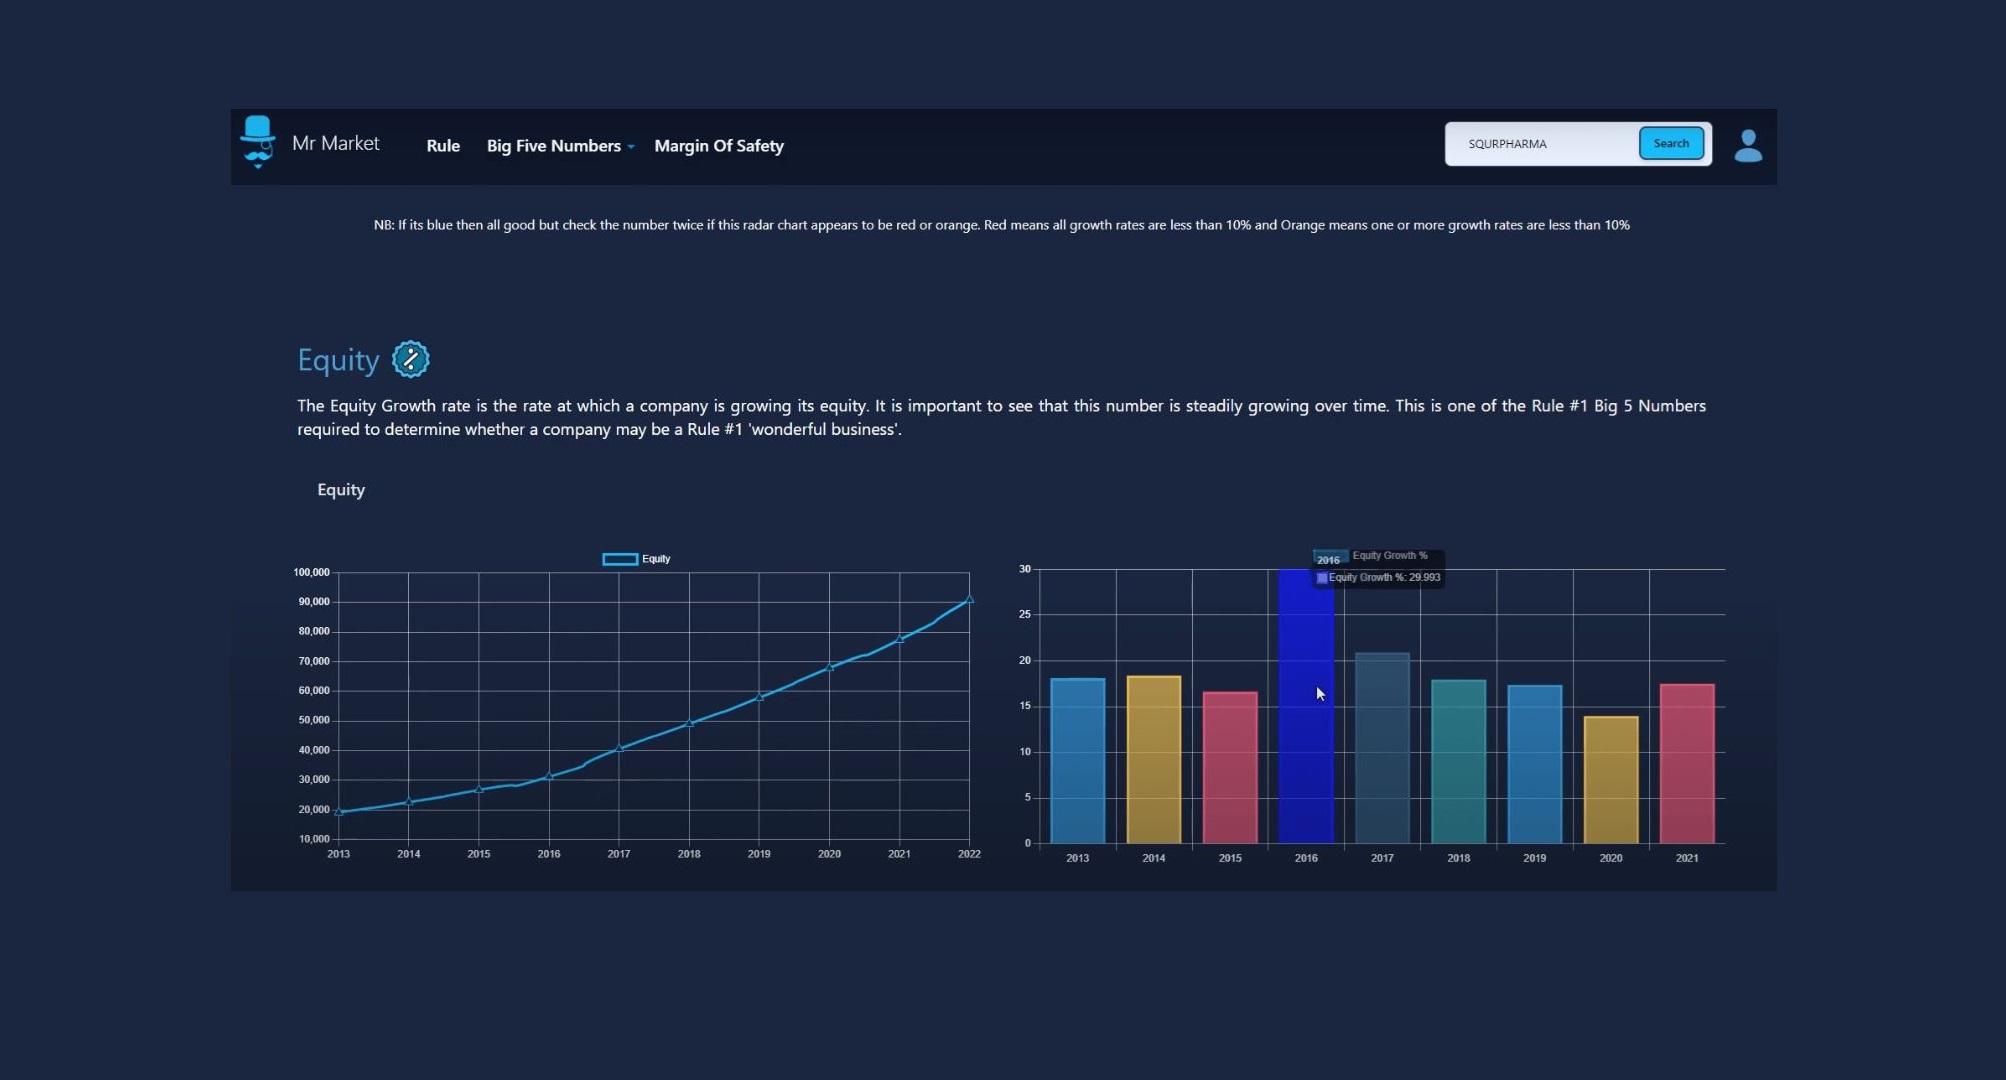 Mr Market
Rule Big Five Numbers Margin Of Safety
SQURPHARMA Search
NB: If its blue then all good but check the number twice if this radar chart appears to be red or orange. Red means all growth rates are less than 10% and Orange means one or more growth rates are less than 10%
Equity
The Equity Growth rate is the rate at which a company is growing its equity. It is important to see that this number is steadily growing over time. This is one of the Rule #1 Big 5 Numbers
required to determine whether a company may be a Rule #1 'wonderful business'.
Equity
Equity
100,000
90,000
80,000
70,000
60,000
50,000
40,000
30,000
20,000
10,000
2013 2014 2015 2016 2017 2018 2019 2020 2021 2022
Equity Growth %
2016
Equity Growth %: 29.993
30
25
20
15
10
5
0
2013 2014 2015 2016 2017 2018 2019 2020 2021